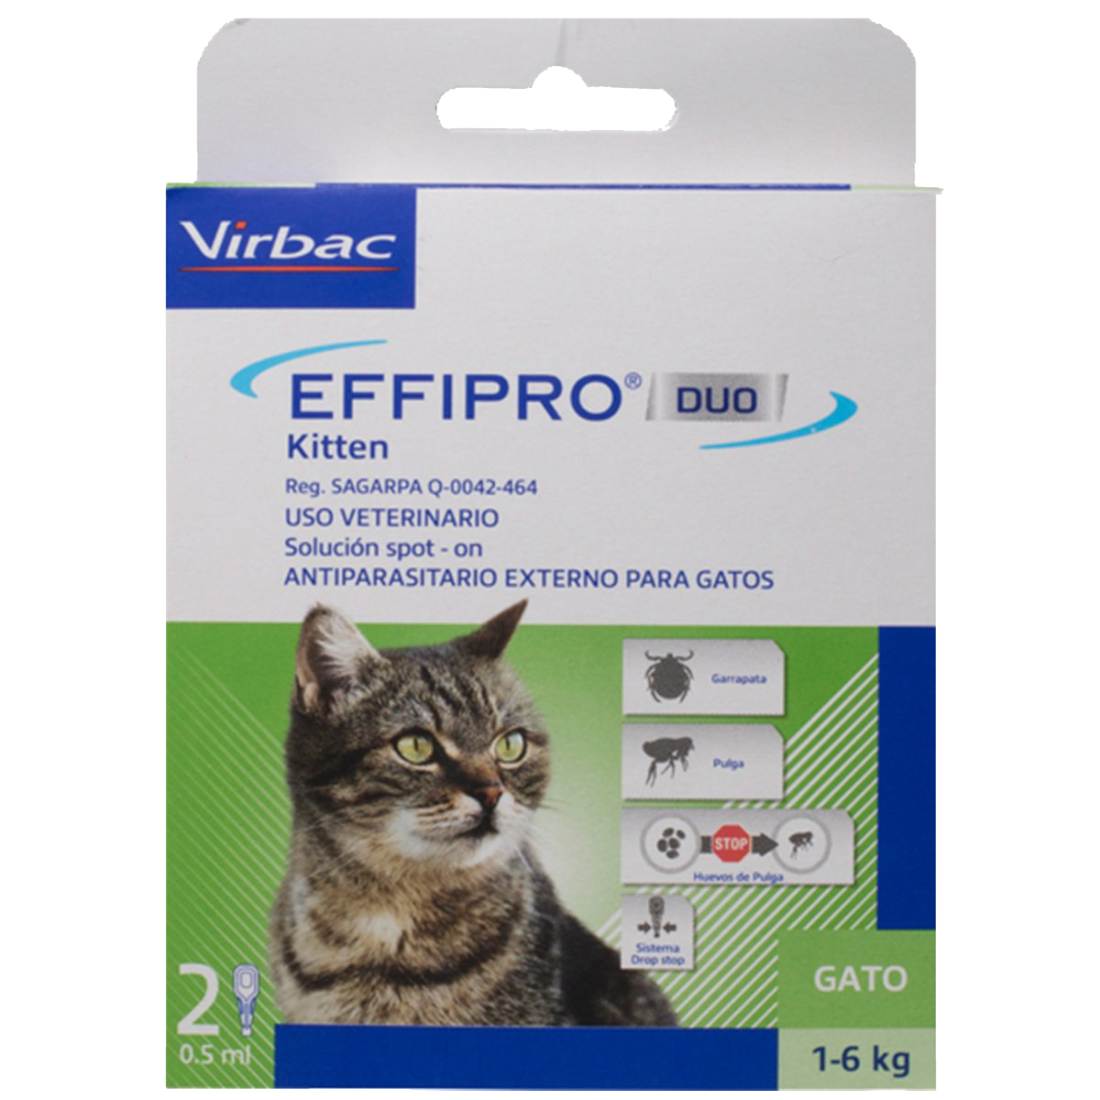 Virbac
EFFIPRO® DUO
Kitten
Reg. SAGARPA Q-0042-464
USO VETERINARIO
Solución spot - on
ANTIPARASITARIO EXTERNO PARA GATOS
Garrapata
Pulga
STOP
Huevos de Pulga
Sistema
Drop stop
2
0.5 ml
GATO
1-6 kg